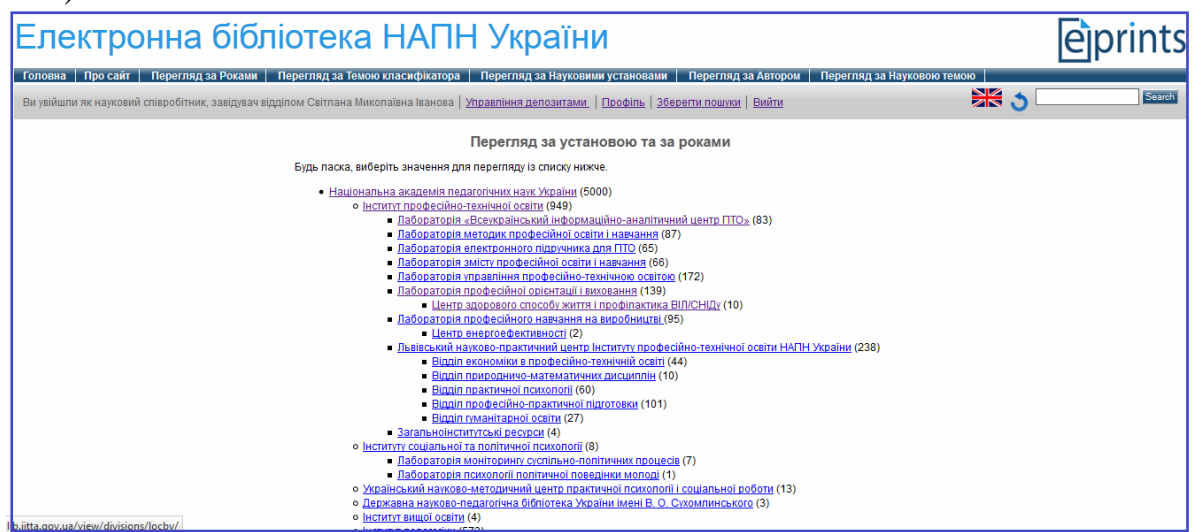 Електронна бібліотека НАПН України
eprints
Головна Про сайт Перегляд за Роками Перегляд за Темою класифікатора Перегляд за Науковими установами Перегляд за Автором Перегляд за Науковою темою
Ви увійшли як науковий співробітник, завідувач відділом Світлана Миколаївна Іванова | Управління депозитами | Профіль | Зберегти пошуки | Вийти Search
Перегляд за установою та за роками
Будь ласка, виберіть значення для перегляду із списку нижче.
Національна академія педагогічних наук України (5000)
Інститут професійно-технічної освіти (949)
Лабораторія «Всеукраїнський інформаційно-аналітичний центр ПТО» (83)
Лабораторія методик професійної освіти і навчання (87)
Лабораторія електронного підручника для ПТО (65)
Лабораторія змісту професійної освіти і навчання (66)
Лабораторія управління професійно-технічною освітою (172)
Лабораторія професійної орієнтації і виховання (139)
Центр здорового способу життя і профілактика ВІЛ/СНІДу (10)
Лабораторія професійного навчання на виробництві (95)
Центр енергоефективності (2)
Львівський науково-практичний центр Інституту професійно-технічної освіти НАПН України (238)
Відділ економіки в професійно-технічній освіті (44)
Відділ природничо-математичних дисциплін (10)
Відділ практичної психології (60)
Відділ професійно-практичної підготовки (101)
Відділ гуманітарної освіти (27)
Загальноінститутські ресурси (4)
Інституту соціальної та політичної психології (8)
Лабораторія моніторингу суспільно-політичних процесів (7)
Лабораторія психології політичної поведінки молоді (1)
Український науково-методичний центр практичної психології і соціальної роботи (13)
Державна науково-педагогічна бібліотека України імені В. О. Сухомлинського (3)
Інститут вищої освіти (4)
b.iitta.gov.ua/view/divisions/locby/